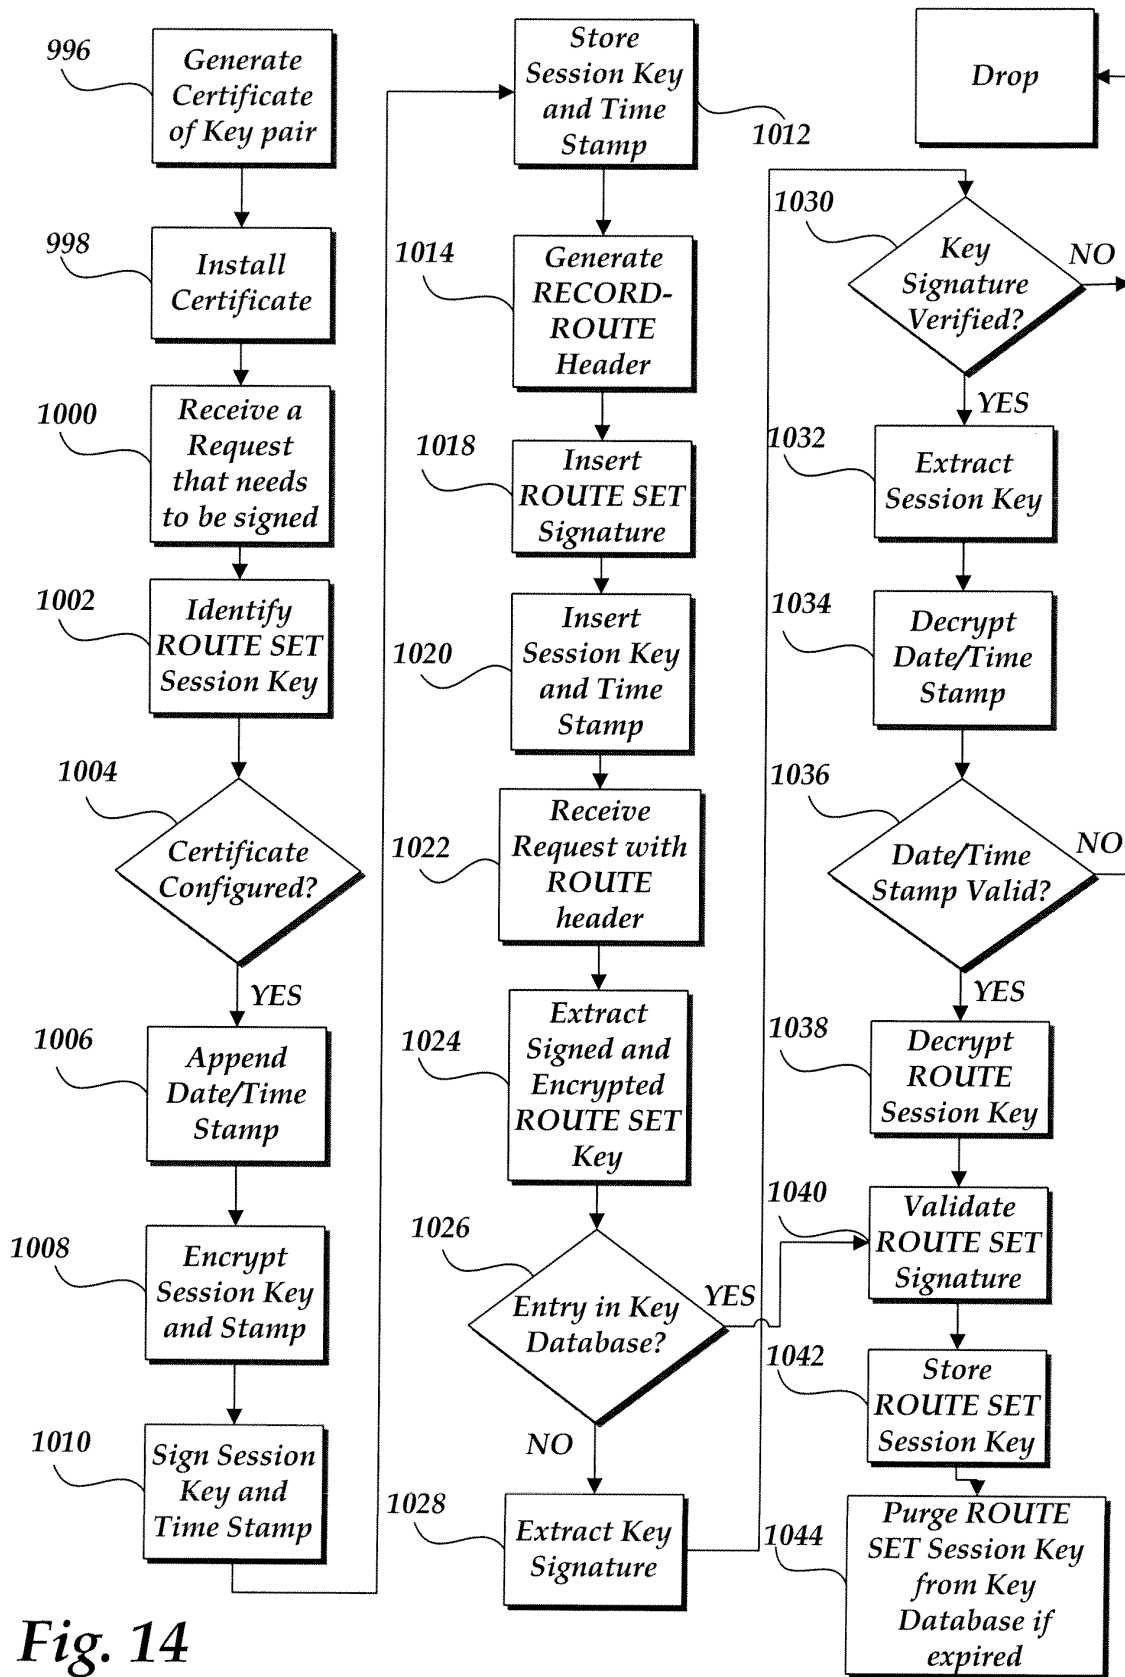 996
Generate
Certificate
of Key pair
998
Install
Certificate
1000
Receive a
Request
that needs
to be signed
1002
Identify
ROUTE SET
Session Key
1004
Certificate
Configured?
YES
1006
Append
Date/Time
Stamp
1008
Encrypt
Session Key
and Stamp
1010
Sign Session
Key and
Time Stamp
Store
Session Key
and Time
Stamp
1012
1014
Generate
RECORD-
ROUTE
Header
1018
Insert
ROUTE SET
Signature
1020
Insert
Session Key
and Time
Stamp
1022
Receive
Request with
ROUTE
header
1024
Extract
Signed and
Encrypted
ROUTE SET
Key
1026
Entry in Key
Database?
YES
NO
1028
Extract Key
Signature
Drop
1030
Key
Signature
Verified?
NO
YES
1032
Extract
Session Key
1034
Decrypt
Date/Time
Stamp
1036
Date/Time
Stamp Valid?
NO
YES
1038
Decrypt
ROUTE
Session Key
1040
Validate
ROUTE SET
Signature
1042
Store
ROUTE SET
Session Key
1044
Purge ROUTE
SET Session Key
from Key
Database if
expired
Fig. 14